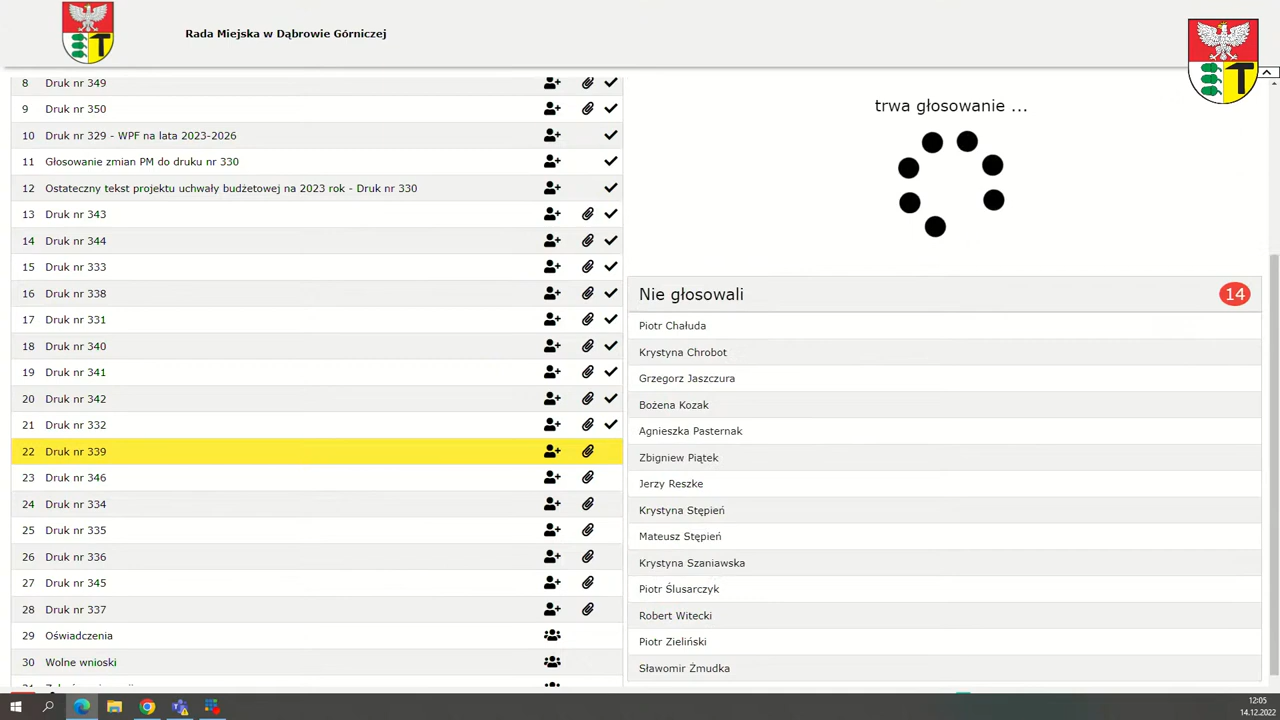 Rada Miejska w Dąbrowie Górniczej
8 Druk nr 349
9 Druk nr 350
10 Druk nr 329 - WPF na lata 2023-2026
11 Głosowanie zmian PM do druku nr 330
12 Ostateczny tekst projektu uchwały budżetowej na 2023 rok - Druk nr 330
13 Druk nr 343
14 Druk nr 344
15 Druk nr 333
16 Druk nr 338
17 Druk nr 331
18 Druk nr 340
19 Druk nr 341
20 Druk nr 342
21 Druk nr 332
22 Druk nr 339
23 Druk nr 346
24 Druk nr 334
25 Druk nr 335
26 Druk nr 336
27 Druk nr 345
28 Druk nr 337
29 Oświadczenia
30 Wolne wnioski
trwa głosowanie ...
Nie głosowali 14
Piotr Chałuda
Krystyna Chrobot
Grzegorz Jaszczura
Bożena Kozak
Agnieszka Pasternak
Zbigniew Piątek
Jerzy Reszke
Krystyna Stępień
Mateusz Stępień
Krystyna Szaniawska
Piotr Ślusarczyk
Robert Witecki
Piotr Zieliński
Sławomir Żmudka
12:05
14.12.2022